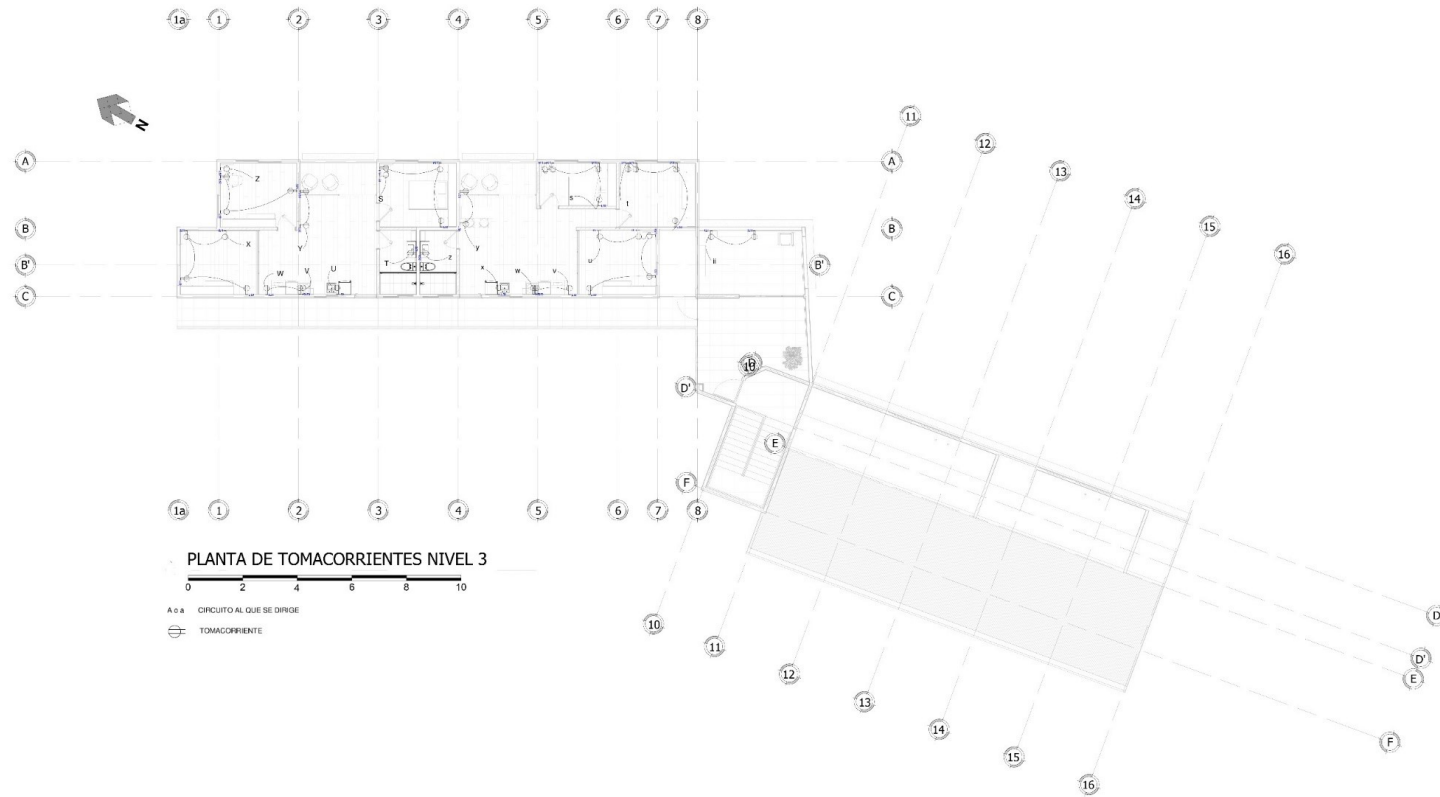 1a 1 2 3 4 5 6 7 8
11
12
13
14
15
16
N
A A
B B
B' B'
C C
Z
S
s
t
X
Y
y
u
ll
W V U
T
z
x
w
v
D
10
D'
E
F
1a 1 2 3 4 5 6 7 8
PLANTA DE TOMACORRIENTES NIVEL 3
0 2 4 6 8 10
A o a CIRCUITO AL QUE SE DIRIGE
TOMACORRIENTE
10
11
12
13
14
15
16
D
D'
E
F